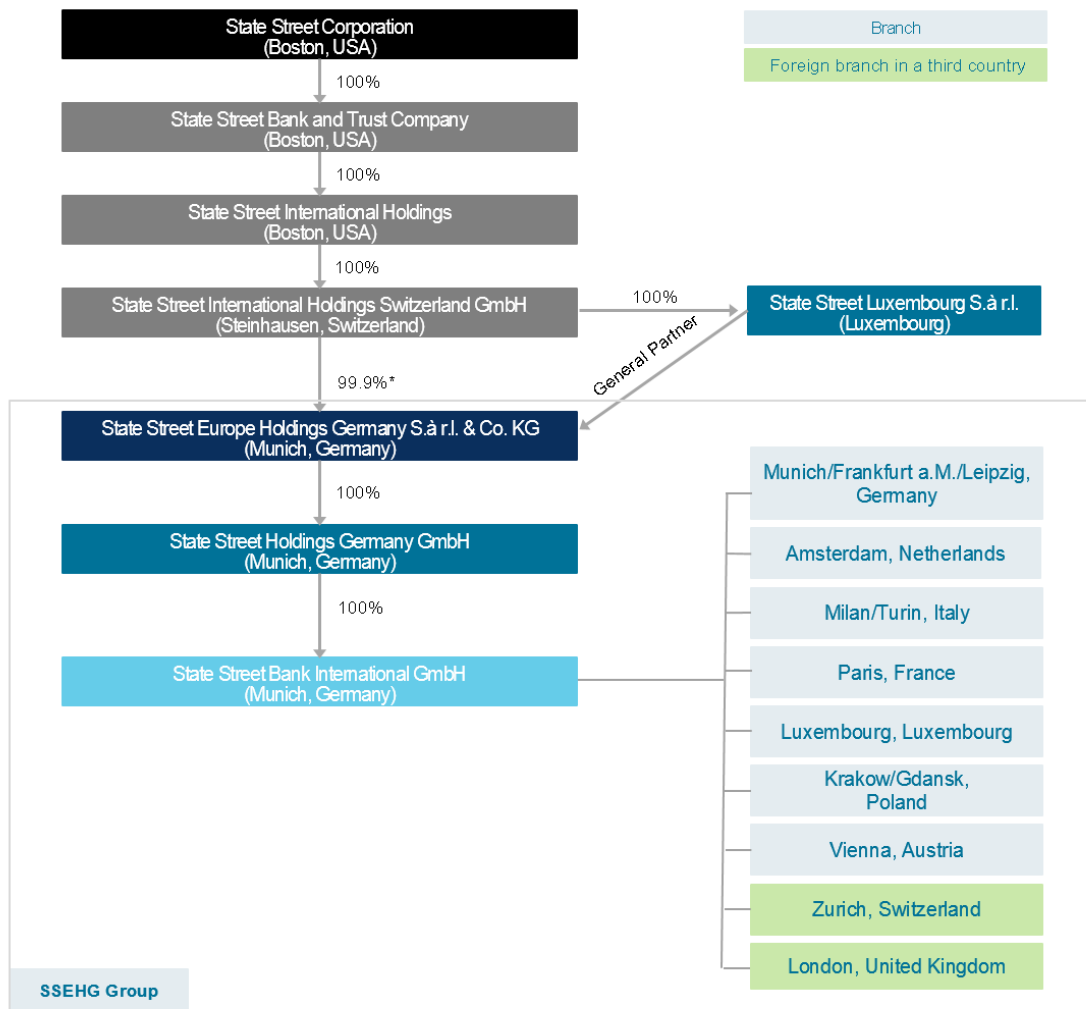 State Street Corporation
(Boston, USA)
Branch
Foreign branch in a third country
100%
State Street Bank and Trust Company
(Boston, USA)
100%
State Street International Holdings
(Boston, USA)
100%
State Street International Holdings Switzerland GmbH
(Steinhausen, Switzerland)
100%
State Street Luxembourg S.à r.l.
(Luxembourg)
General Partner
99.9%*
State Street Europe Holdings Germany S.à r.l. & Co. KG
(Munich, Germany)
100%
State Street Holdings Germany GmbH
(Munich, Germany)
100%
State Street Bank International GmbH
(Munich, Germany)
Munich/Frankfurt a.M./Leipzig,
Germany
Amsterdam, Netherlands
Milan/Turin, Italy
Paris, France
Luxembourg, Luxembourg
Krakow/Gdansk,
Poland
Vienna, Austria
Zurich, Switzerland
London, United Kingdom
SSEHG Group